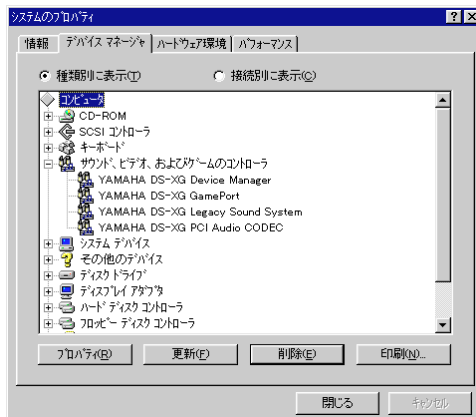 システムのプロパティ
情報 デバイス マネージャ ハードウェア環境 パフォーマンス
種類別に表示(T) 接続別に表示(C)
コンピュータ
CD-ROM
SCSI コントローラ
キーボード
サウンド、ビデオ、およびゲームのコントローラ
YAMAHA DS-XG Device Manager
YAMAHA DS-XG GamePort
YAMAHA DS-XG Legacy Sound System
YAMAHA DS-XG PCI Audio CODEC
システム デバイス
その他のデバイス
ディスク ドライブ
ディスプレイ アダプタ
ハード ディスク コントローラ
フロッピー ディスク コントローラ
プロパティ(R) 更新(F) 削除(E) 印刷(N)...
閉じる キャンセル